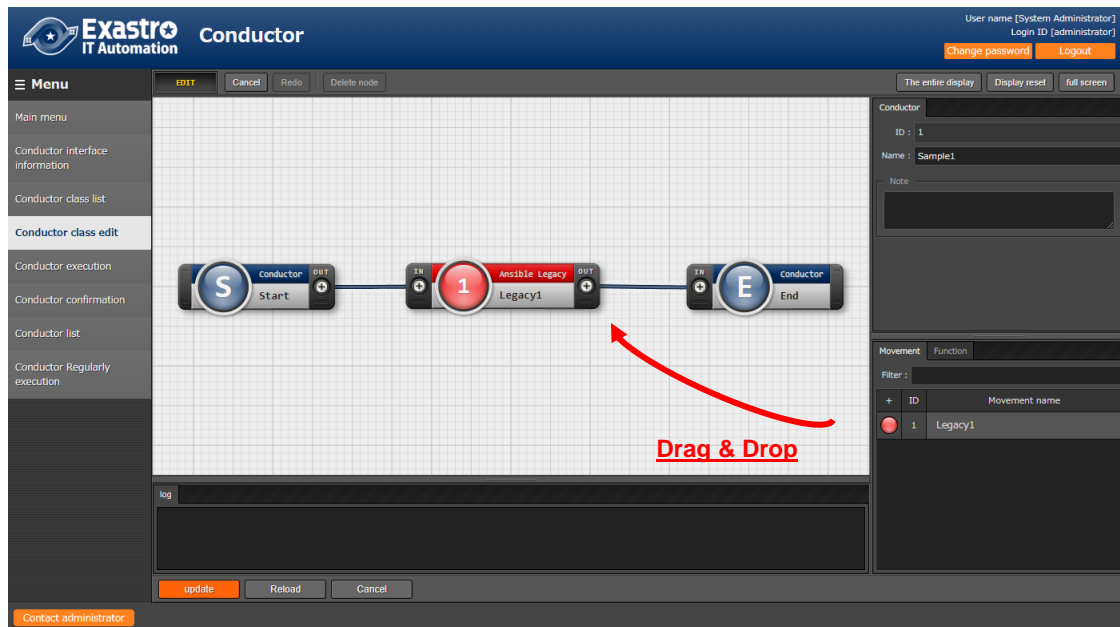 Exastro
IT Automation
Conductor
User name [System Administrator]
Login ID [administrator]
Change password
Logout
Menu
Main menu
Conductor interface
information
Conductor class list
Conductor class edit
Conductor execution
Conductor confirmation
Conductor list
Conductor Regularly
execution
EDIT
Cancel
Redo
Delete node
The entire display
Display reset
full screen
S
Conductor
Start
OUT
IN
1
Ansible Legacy
Legacy1
OUT
IN
E
Conductor
End
Drag & Drop
Conductor
ID : 1
Name : Sample1
Note
Movement
Function
Filter :
+ ID Movement name
1 Legacy1
log
update
Reload
Cancel
Contact administrator